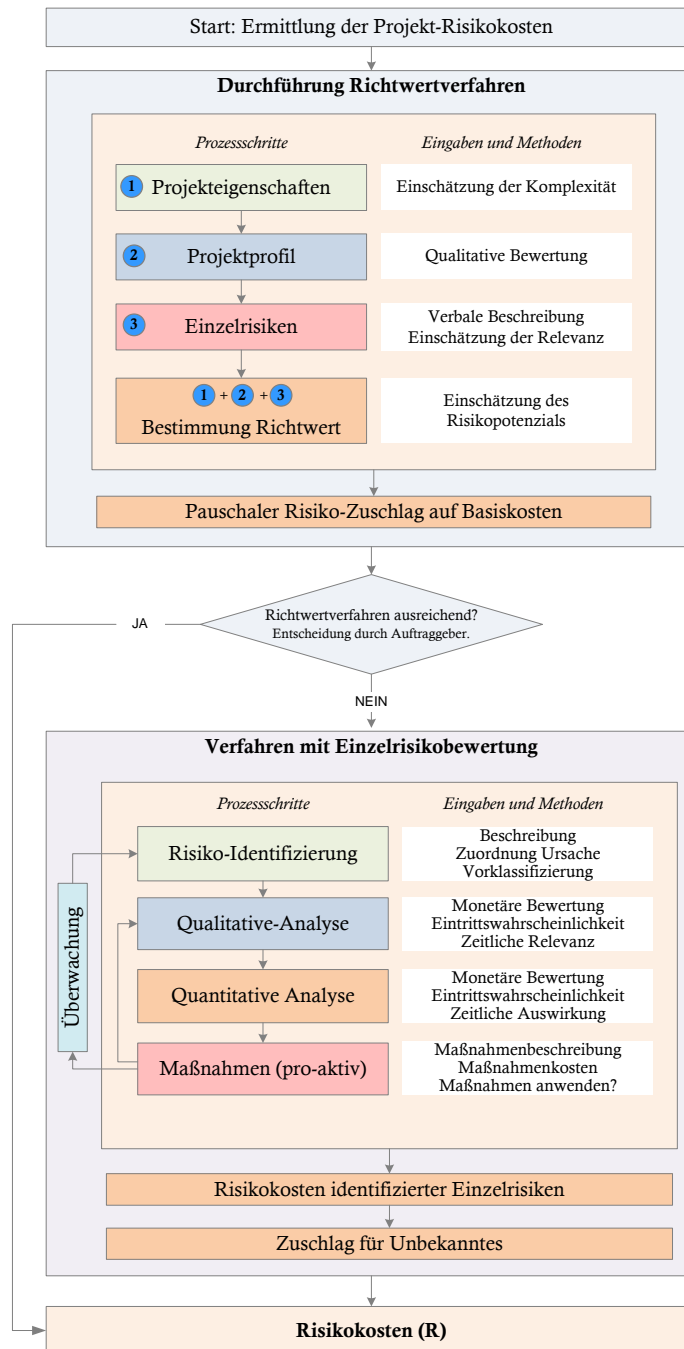 Start: Ermittlung der Projekt-Risikokosten
Durchführung Richtwertverfahren
Prozessschritte
Eingaben und Methoden
1 Projekteigenschaften
Einschätzung der Komplexität
2 Projektprofil
Qualitative Bewertung
3 Einzelrisiken
Verbale Beschreibung
Einschätzung der Relevanz
1 + 2 + 3
Bestimmung Richtwert
Einschätzung des
Risikopotenzials
Pauschaler Risiko-Zuschlag auf Basiskosten
Richtwertverfahren ausreichend?
Entscheidung durch Auftraggeber.
JA
NEIN
Verfahren mit Einzelrisikobewertung
Prozessschritte
Eingaben und Methoden
Risiko-Identifizierung
Beschreibung
Zuordnung Ursache
Vorklassifizierung
Überwachung
Qualitative-Analyse
Monetäre Bewertung
Eintrittswahrscheinlichkeit
Zeitliche Relevanz
Quantitative Analyse
Monetäre Bewertung
Eintrittswahrscheinlichkeit
Zeitliche Auswirkung
Maßnahmen (pro-aktiv)
Maßnahmenbeschreibung
Maßnahmenkosten
Maßnahmen anwenden?
Risikokosten identifizierter Einzelrisiken
Zuschlag für Unbekanntes
Risikokosten (R)